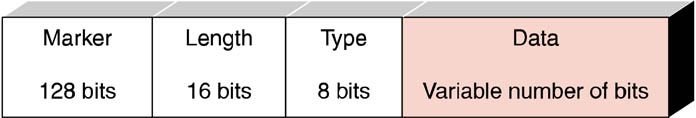 Marker Length Type Data
128 bits 16 bits 8 bits Variable number of bits